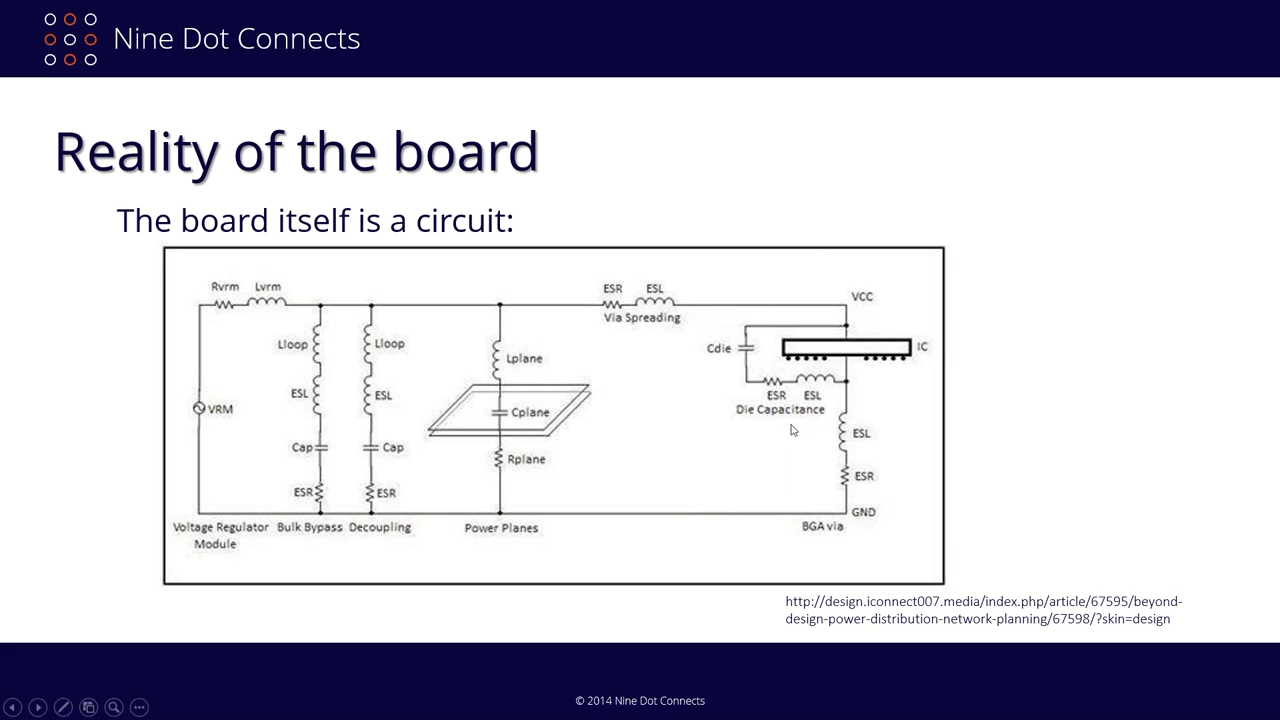 Nine Dot Connects
Reality of the board
The board itself is a circuit:
Rvrm Lvrm
ESR ESL
VCC
Via Spreading
Lloop
Lloop
Lplane
Cdie
IC
ESL
ESL
ESR ESL
Die Capacitance
VRM
Cplane
ESL
Cap
Cap
Rplane
ESR
ESR
ESR
GND
Voltage Regulator Module
Bulk Bypass
Decoupling
Power Planes
BGA via
http://design.iconnect007.media/index.php/article/67595/beyond-
design-power-distribution-network-planning/67598/?skin=design
© 2014 Nine Dot Connects